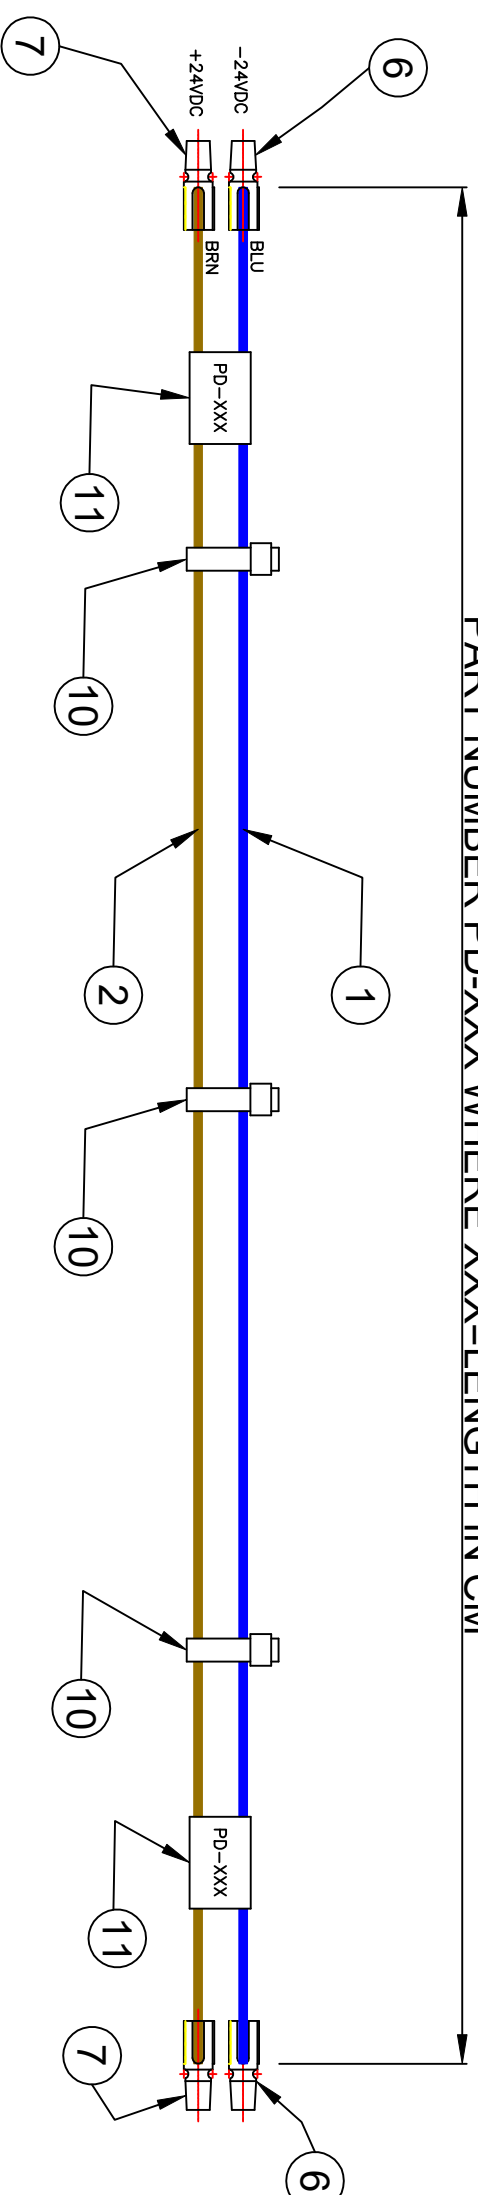 PART NUMBER PD-XXX WHERE XXX=LENGTH IN CM
6
1
6
-24VDC
BLU
+24VDC
BRN
PD-XXX
PD-XXX
7
11
10
2
10
10
11
7